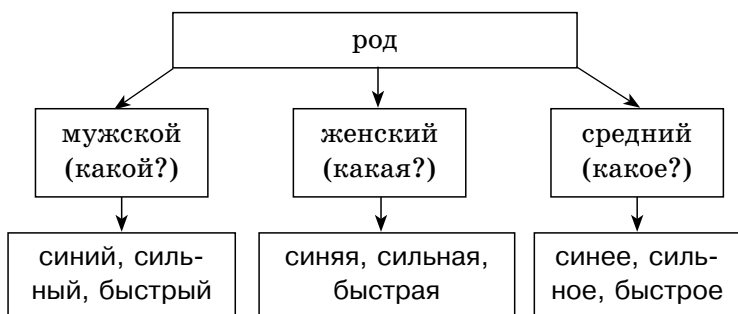 род
мужской
(какой?)
женский
(какая?)
средний
(какое?)
синий, силь-
ный, быстрый
синяя, сильная,
быстрая
синее, силь-
ное, быстрое